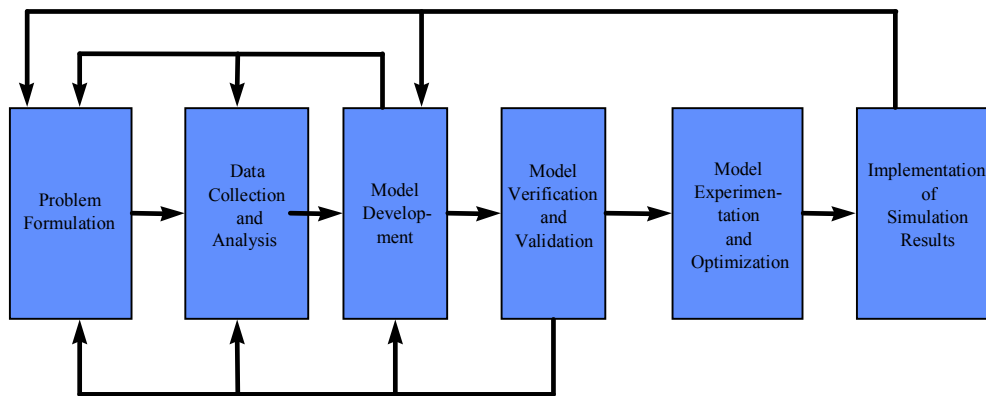 Problem
Formulation
Data
Collection
and
Analysis
Model
Develop-
ment
Model
Verification
and
Validation
Model
Experimen-
tation
and
Optimization
Implementation
of
Simulation
Results